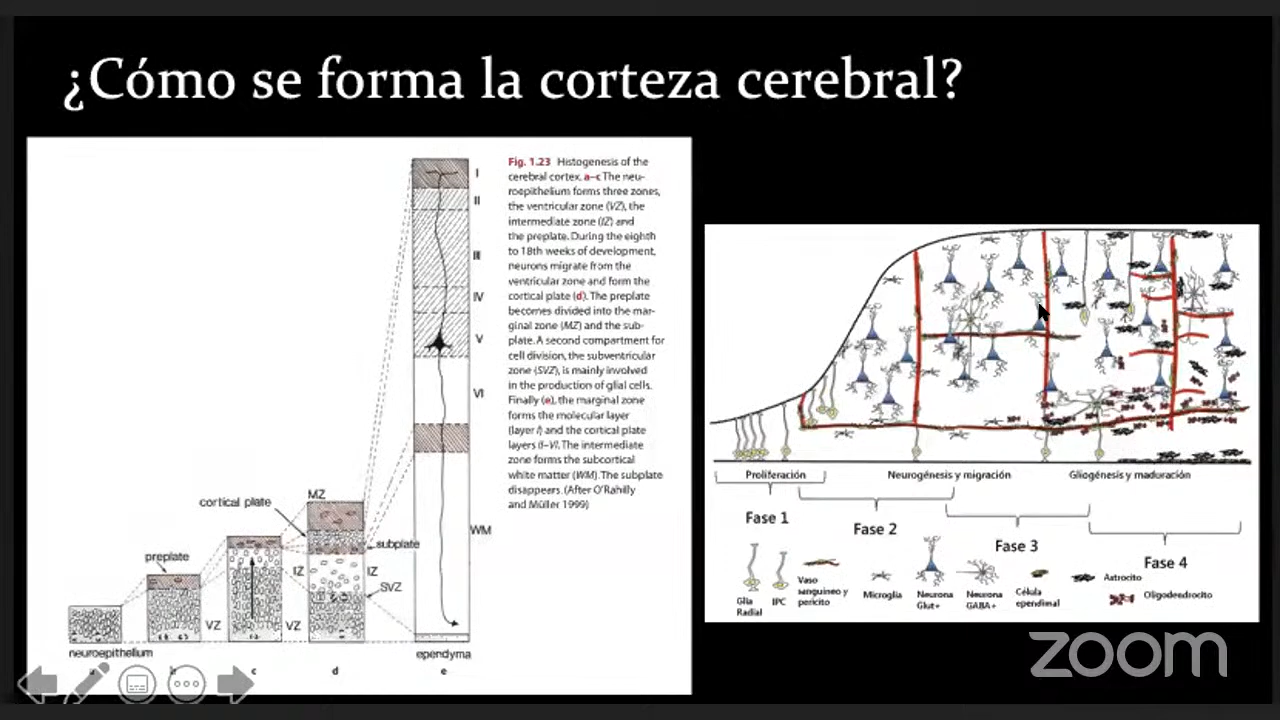 ¿Cómo se forma la corteza cerebral?
Fig. 1.23 Histogenesis of the
cerebral cortex. a–c The neu-
roepithelium forms three zones,
the ventricular zone (VZ), the
intermediate zone (IZ) and
the preplate. During the eighth
to 18th weeks of development,
neurons migrate from the
ventricular zone and form the
cortical plate (d). The preplate
becomes divided into the mar-
ginal zone (MZ) and the sub-
plate. A second compartment for
cell division, the subventricular
zone (SVZ), is mainly involved
in the production of glial cells.
Finally (e), the marginal zone
forms the molecular layer
(layer I) and the cortical plate
layers (I–VI. The intermediate
zone forms the subcortical
white matter (WM). The subplate
disappears. (After O'Rahilly
and Müller 1999)
I
II
III
IV
V
VI
WM
MZ
cortical plate
subplate
preplate
IZ
IZ
SVZ
VZ
VZ
neuroepithelium
ependyma
b
c
d
e
Proliferación
Neurogénesis y migración
Gliogénesis y maduración
Fase 1
Fase 2
Fase 3
Fase 4
Glia
Radial
IPC
Vaso
sanguíneo y
pericito
Microglia
Neurona
Glut+
Neurona
GABA+
Célula
ependimal
Astrocito
Oligodendrocito
zoom